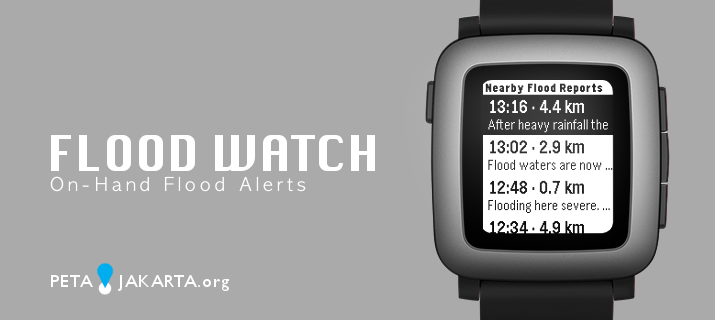 FLOOD WATCH
On-Hand Flood Alerts
PETA JAKARTA.org
Nearby Flood Reports
13:16 · 4.4 km
After heavy rainfall the
13:02 · 2.9 km
Flood waters are now ...
12:48 · 0.7 km
Flooding here severe. ...
12:34 · 4.9 km